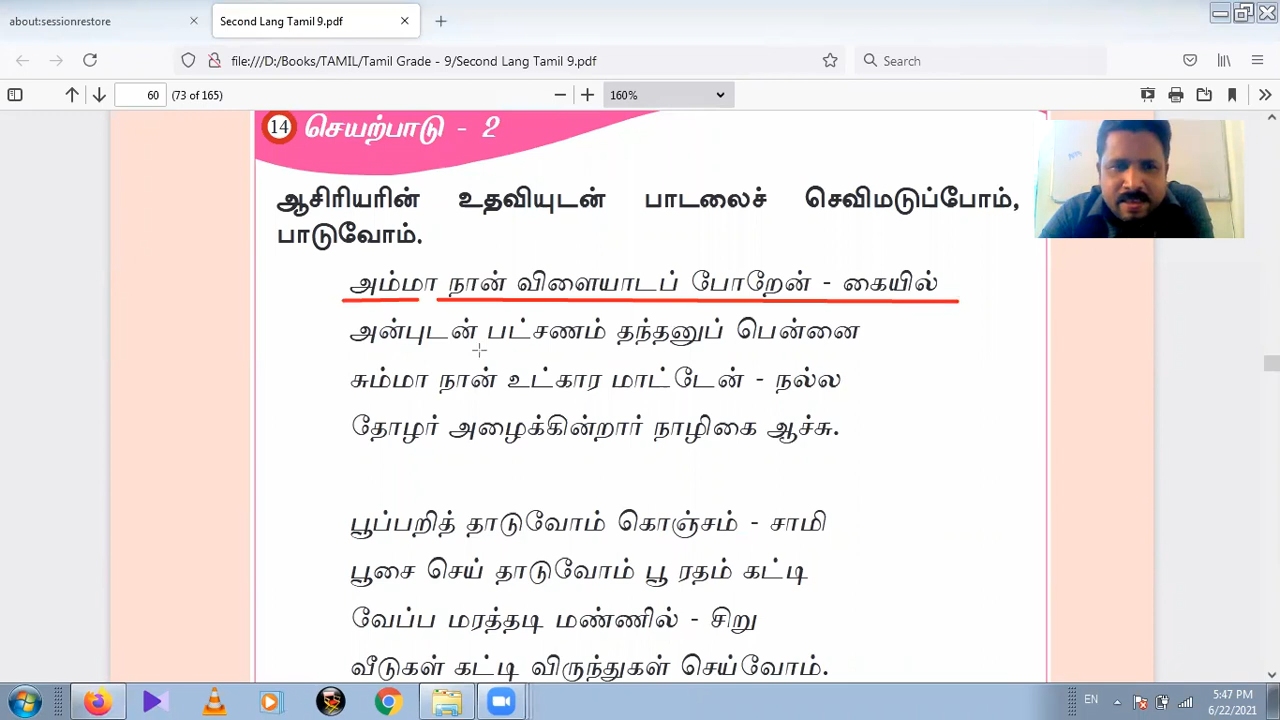 about:sessionrestore
Second Lang Tamil 9.pdf
file:///D:/Books/TAMIL/Tamil Grade - 9/Second Lang Tamil 9.pdf
Search
60 (73 of 165)
160%
14 செயற்பாடு - 2
ஆசிரியரின் உதவியுடன் பாடலைச் செவிமடுப்போம்,
பாடுவோம்.
அம்மா நான் விளையாடப் போறேன் - கையில்
அன்புடன் பட்சணம் தந்தனுப் பென்னை
சும்மா நான் உட்கார மாட்டேன் - நல்ல
தோழர் அழைக்கின்றார் நாழிகை ஆச்சு.
பூப்பறித் தாடுவோம் கொஞ்சம் - சாமி
பூசை செய் தாடுவோம் பூ ரதம் கட்டி
வேப்ப மரத்தடி மண்ணில் - சிறு
வீடுகள் கட்டி விருந்துகள் செய்வோம்.
EN
5:47 PM
6/22/2021